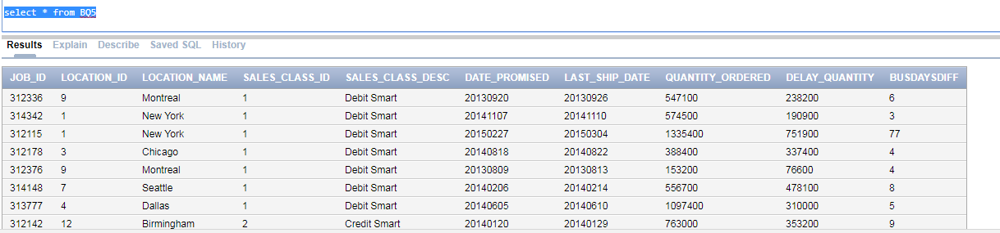 select * from BQ5
Results Explain Describe Saved SQL History
JOB_ID LOCATION_ID LOCATION_NAME SALES_CLASS_ID SALES_CLASS_DESC DATE_PROMISED LAST_SHIP_DATE QUANTITY_ORDERED DELAY_QUANTITY BUSDAYSDIFF
312336 9 Montreal 1 Debit Smart 20130920 20130926 547100 238200 6
314342 1 New York 1 Debit Smart 20141107 20141110 574500 190900 3
312115 1 New York 1 Debit Smart 20150227 20150304 1335400 751900 77
312178 3 Chicago 1 Debit Smart 20140818 20140822 388400 337400 4
312376 9 Montreal 1 Debit Smart 20130809 20130813 153200 76600 4
314148 7 Seattle 1 Debit Smart 20140206 20140214 556700 478100 8
313777 4 Dallas 1 Debit Smart 20140605 20140610 1097400 310000 5
312142 12 Birmingham 2 Credit Smart 20140120 20140129 763000 353200 9